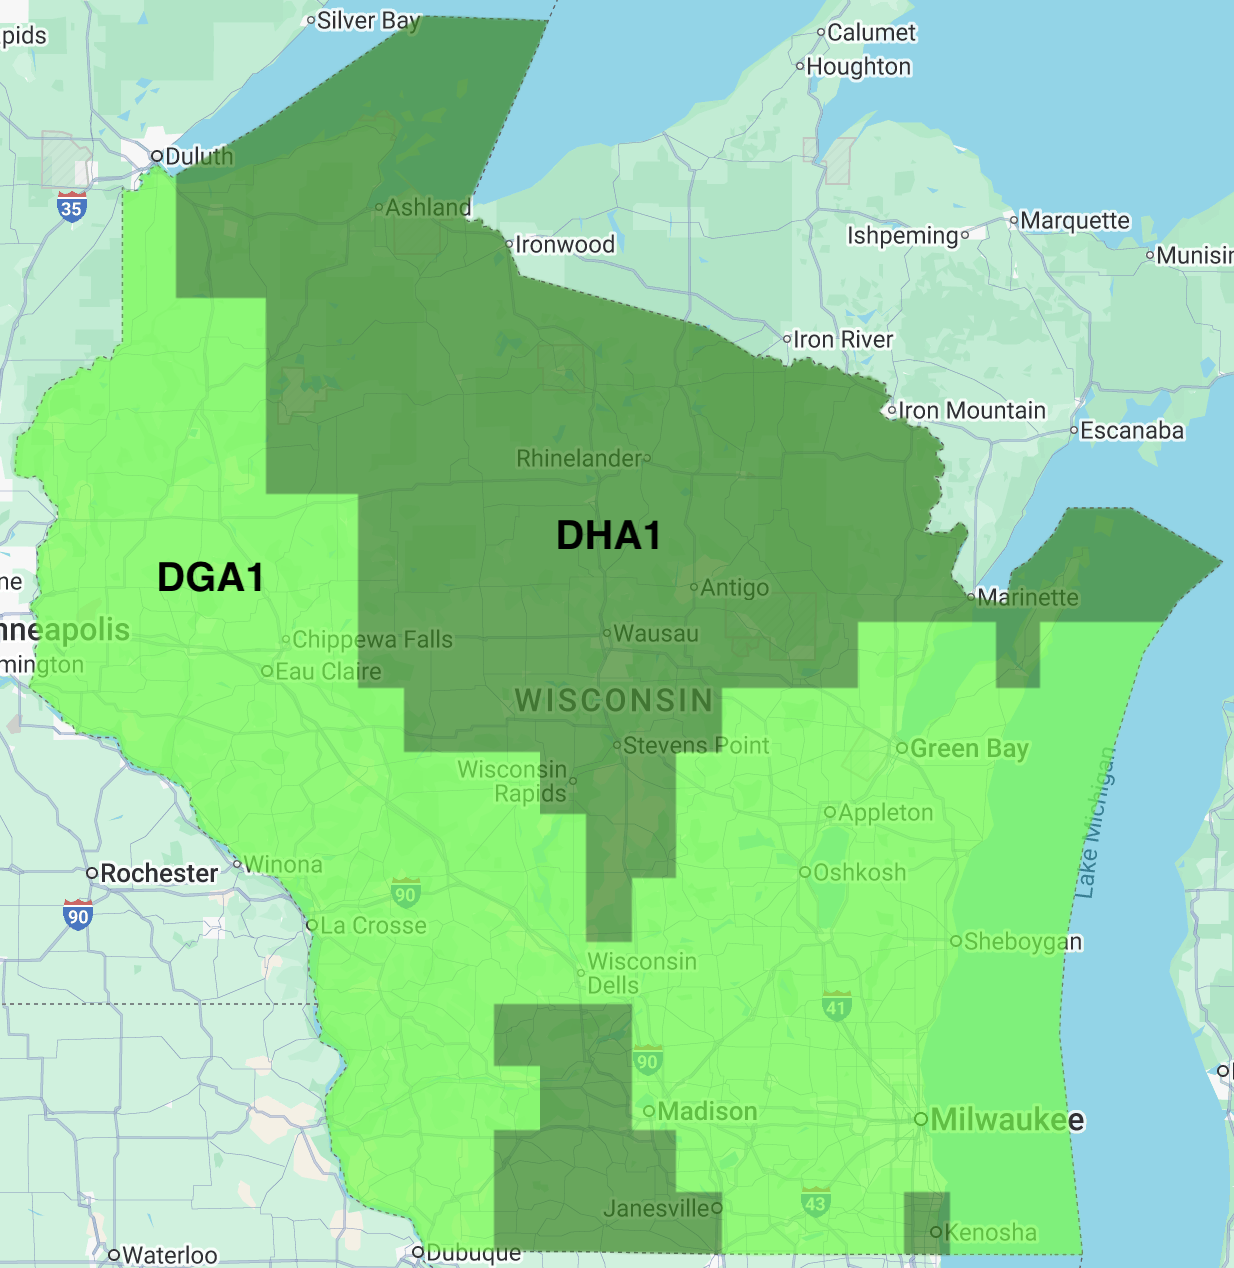 Silver Bay
pids
Calumet
Houghton
Duluth
35
Ashland
Marquette
Ishpeming
Ironwood
Munisin
Iron River
Iron Mountain
Escanaba
Rhinelander
DHA1
DGA1
ne
Antigo
Marinette
nneapolis
Wausau
Chippewa Falls
mington
Eau Claire
WISCONSIN
Stevens Point
Green Bay
Wisconsin
Rapids
Lake Michigan
Appleton
Winona
Rochester
Oshkosh
90
90
La Crosse
Sheboygan
Wisconsin
Dells
41
90
Madison
Milwaukee
Janesville
43
Kenosha
Waterloo
Dubuque